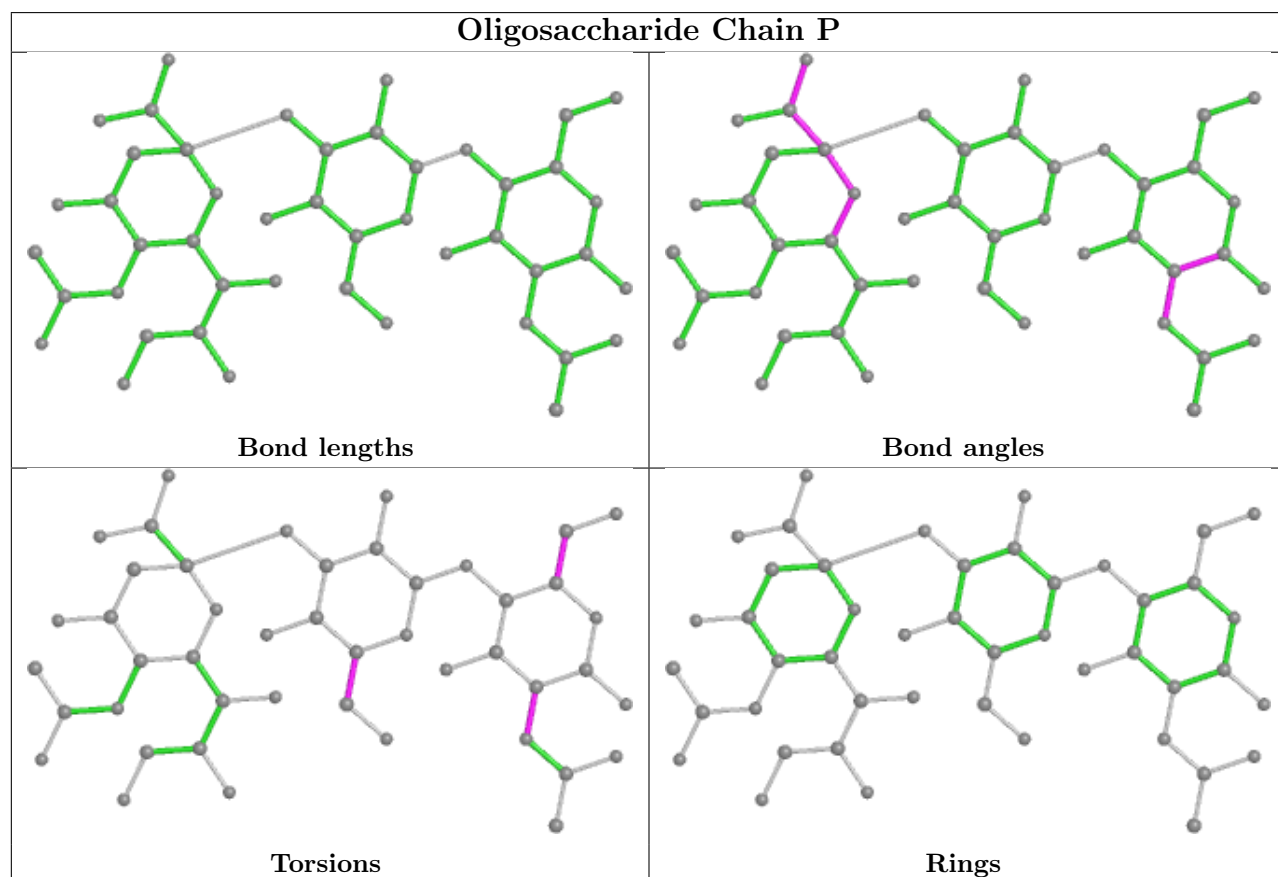 Oligosaccharide Chain P
Bond lengths
Bond angles
Torsions
Rings